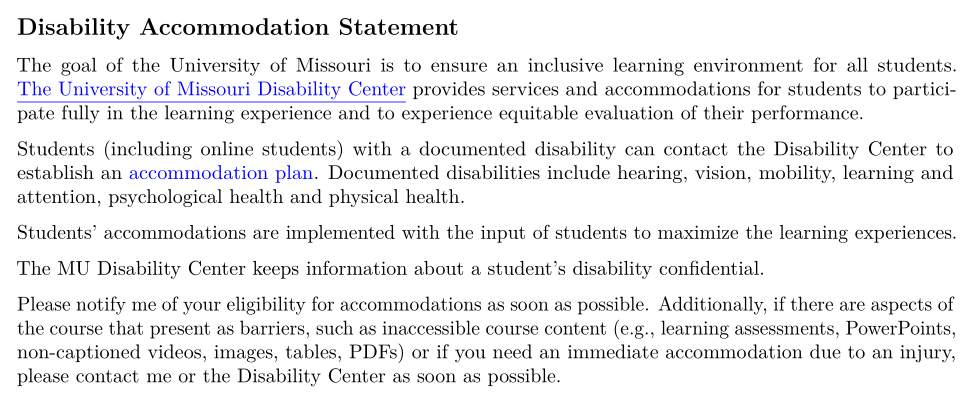 Disability Accommodation Statement
The goal of the University of Missouri is to ensure an inclusive learning environment for all students.
The University of Missouri Disability Center provides services and accommodations for students to partici-
pate fully in the learning experience and to experience equitable evaluation of their performance.
Students (including online students) with a documented disability can contact the Disability Center to
establish an accommodation plan. Documented disabilities include hearing, vision, mobility, learning and
attention, psychological health and physical health.
Students' accommodations are implemented with the input of students to maximize the learning experiences.
The MU Disability Center keeps information about a student's disability confidential.
Please notify me of your eligibility for accommodations as soon as possible. Additionally, if there are aspects of
the course that present as barriers, such as inaccessible course content (e.g., learning assessments, PowerPoints,
non-captioned videos, images, tables, PDFs) or if you need an immediate accommodation due to an injury,
please contact me or the Disability Center as soon as possible.